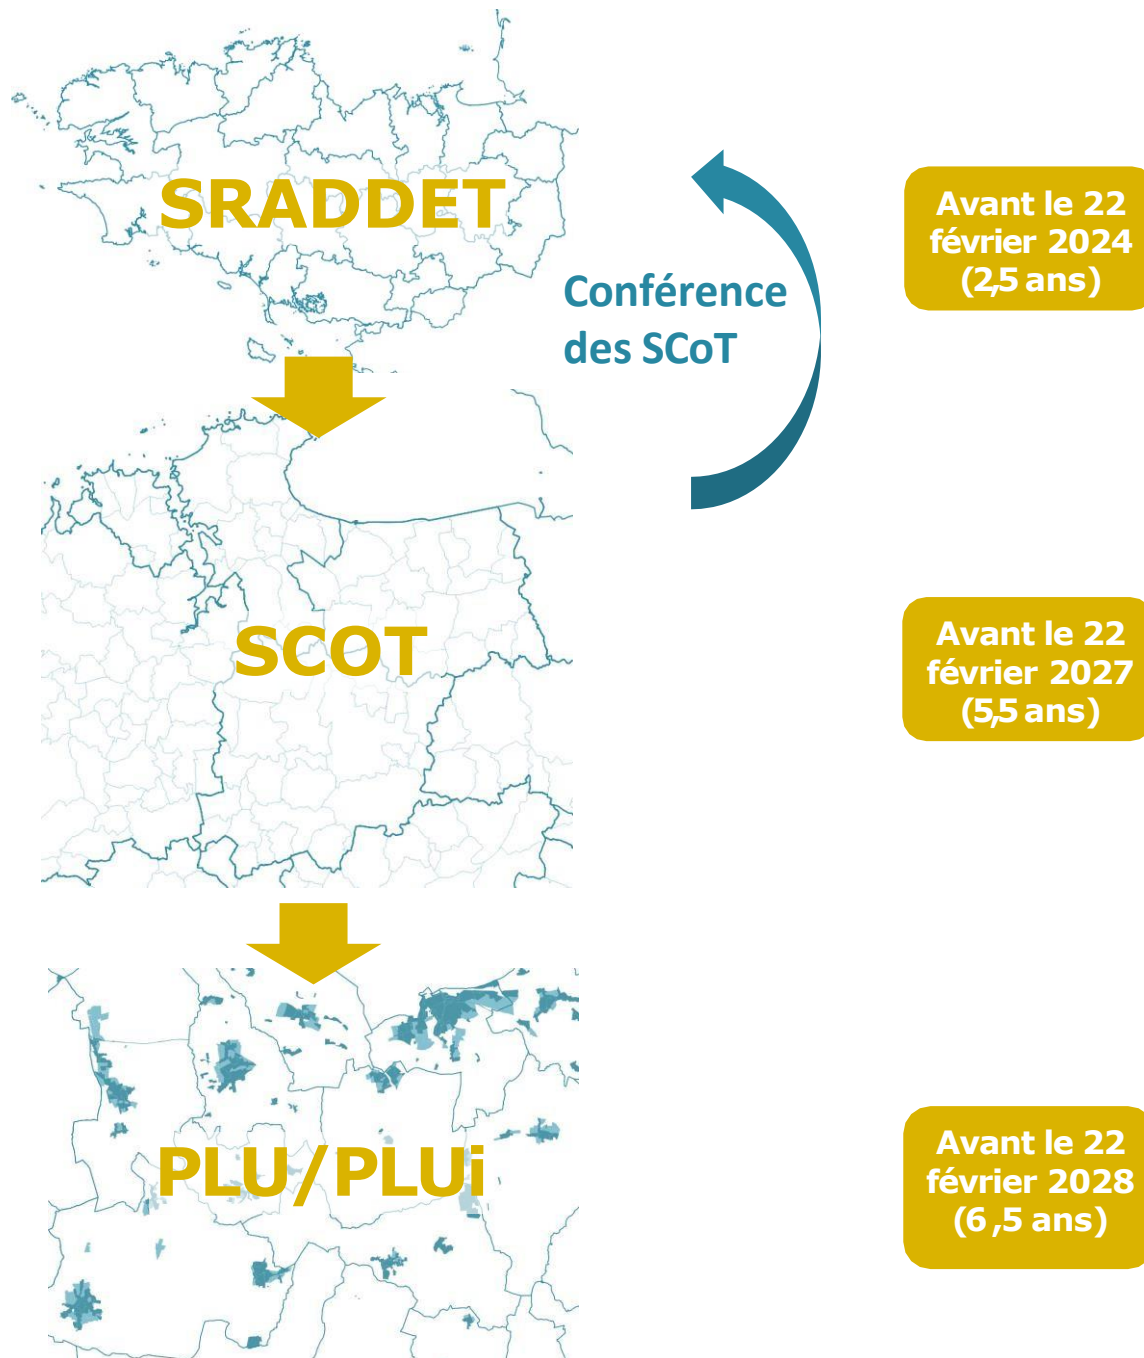 SRADDET
Conférence
des SCoT
Avant le 22
février 2024
(2,5 ans)
SCOT
Avant le 22
février 2027
(5,5 ans)
PLU/PLUi
Avant le 22
février 2028
(6 ,5 ans)